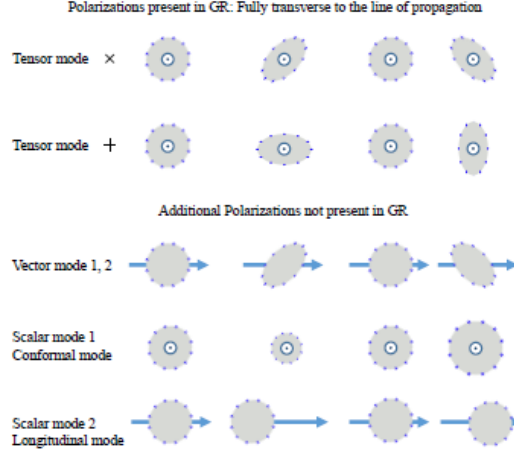 Polarizations present in GR: Fully transverse to the line of propagation
Tensor mode ×
Tensor mode +
Additional Polarizations not present in GR
Vector mode 1, 2
Scalar mode 1
Conformal mode
Scalar mode 2
Longitudinal mode